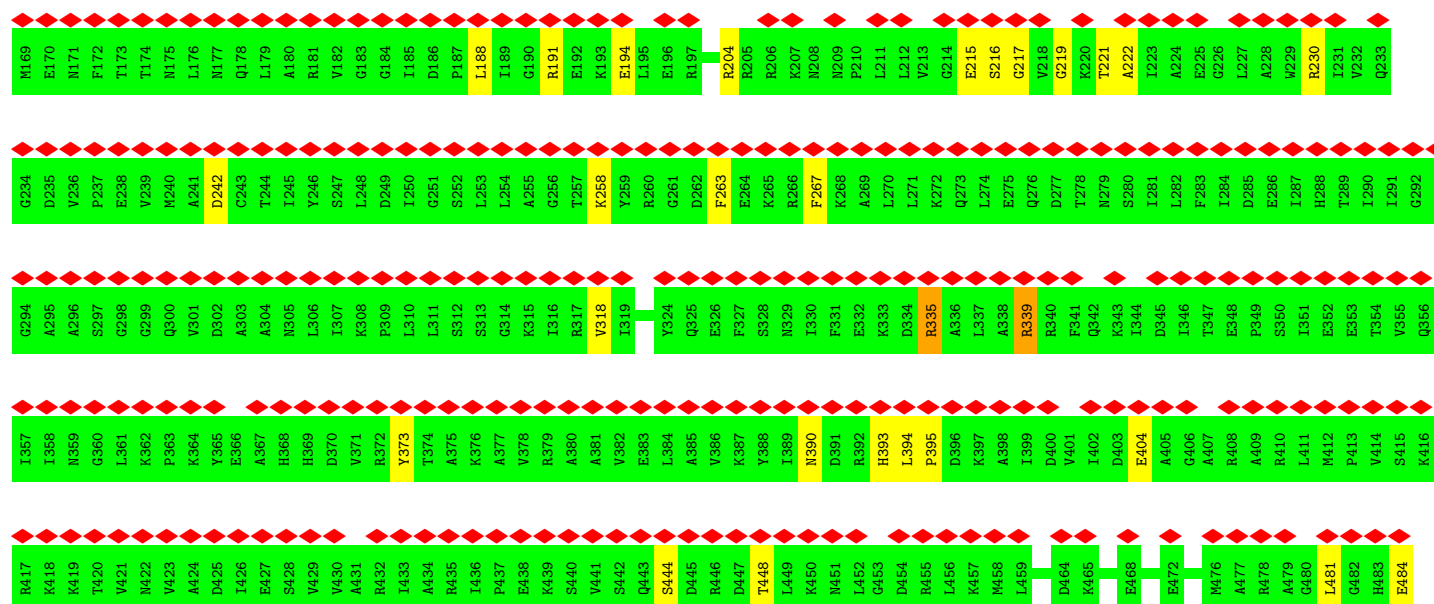 M169 E170 N171 F172 T173 T174 N175 L176 N177 Q178 L179 A180 R181 V182 G183 G184 I185 D186 P187 L188 I189 G190 R191 E192 K193 E194 L195 E196 R197 R204 R205 R206 K207 N208 N209 P210 L211 L212 V213 G214 E215 S216 G217 V218 G219 K220 T221 A222 I223 A224 E225 G226 L227 A228 W229 R230 I231 V232 Q233
G234 D235 V236 P237 E238 V239 M240 A241 D242 C243 T244 I245 Y246 S247 L248 D249 I250 G251 S252 L253 L254 A255 G256 T257 K258 Y259 R260 G261 D262 F263 E264 K265 R266 F267 K268 A269 L270 L271 K272 Q273 L274 E275 Q276 D277 T278 N279 S280 I281 L282 F283 I284 D285 E286 I287 H288 T289 I290 I291 G292
G294 A295 A296 S297 G298 G299 Q300 V301 D302 A303 A304 N305 L306 I307 K308 P309 L310 L311 S312 S313 G314 K315 I316 R317 V318 I319 Y324 Q325 E326 F327 S328 N329 I330 F331 E332 K333 D334 R335 A336 L337 A338 R339 R340 F341 Q342 K343 I344 D345 I346 T347 E348 P349 S350 I351 E352 E353 T354 V355 Q356
I357 I358 N359 G360 L361 K362 P363 K364 Y365 E366 A367 H368 H369 D370 V371 R372 Y373 T374 A375 K376 A377 V378 R379 A380 A381 V382 E383 L384 A385 V386 K387 Y388 I389 N390 D391 R392 H393 L394 P395 D396 K397 A398 I399 D400 V401 I402 D403 E404 A405 G406 A407 R408 A409 R410 L411 M412 P413 V414 S415 K416
R417 K418 K419 T420 V421 N422 V423 A424 D425 I426 E427 S428 V429 V430 A431 R432 I433 A434 R435 I436 P437 E438 K439 S440 V441 S442 Q443 S444 D445 R446 D447 T448 L449 K450 N451 L452 G453 D454 R455 L456 K457 M458 L459 D464 K465 E468 E472 M476 A477 R478 A479 G480 L481 G482 H483 E484